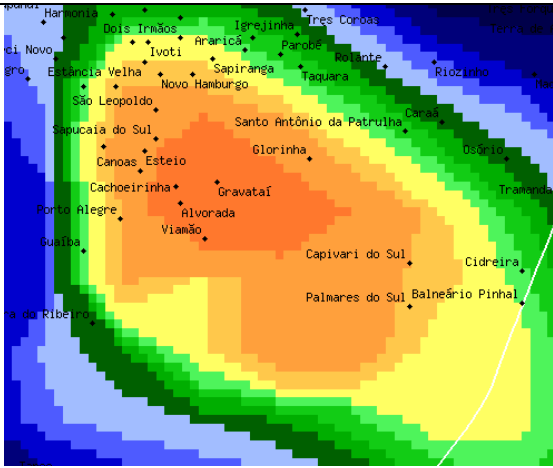 Harmonia
Tres Coroas
Dois Irmãos
Igrejinha
Araricá
Parobé
Ivoti
Rolante
Sapiranga
Riozinho
Estância Velha
Novo Hamburgo
Taquara
São Leopoldo
Caraá
Santo Antônio da Patrulha
Sapucaia do Sul
Osório
Canoas
Esteio
Glorinha
Cachoeirinha
Gravataí
Porto Alegre
Alvorada
Viamão
Guaíba
Capivari do Sul
Cidreira
Palmares do Sul
Balneário Pinhal